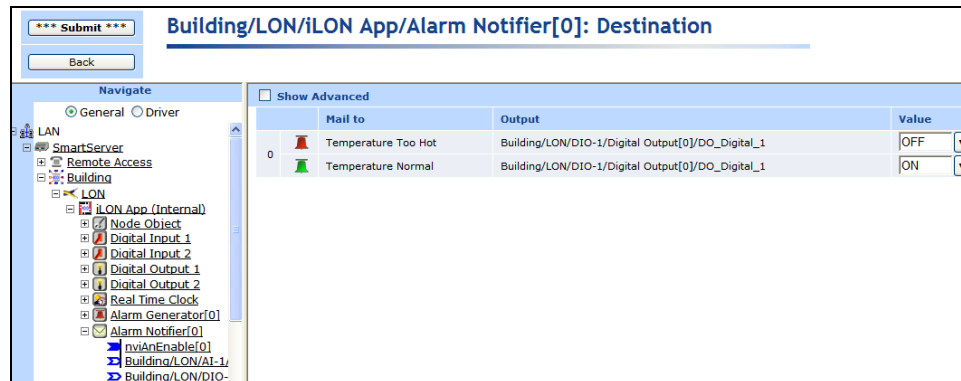 *** Submit ***
Building/LON/iLON App/Alarm Notifier[0]: Destination
Back
Navigate
General Driver
LAN
SmartServer
Remote Access
Building
LON
iLON App (Internal)
Node Object
Digital Input 1
Digital Input 2
Digital Output 1
Digital Output 2
Real Time Clock
Alarm Generator[0]
Alarm Notifier[0]
nviAnEnable[0]
Building/LON/AI-1/
Building/LON/DIO-
Show Advanced
Mail to Output Value
0
Temperature Too Hot Building/LON/DIO-1/Digital Output[0]/DO_Digital_1 OFF
Temperature Normal Building/LON/DIO-1/Digital Output[0]/DO_Digital_1 ON